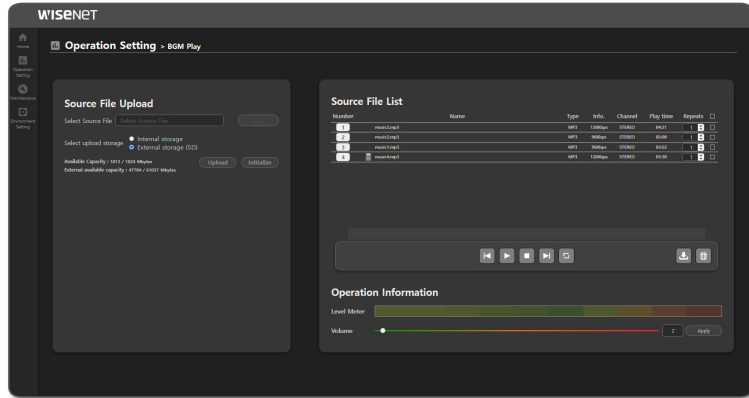 WISENET
Home
Operation Setting > BGM Play
Operation
Setting
Maintenance
Environment
Setting
Source File Upload
Select Source File Select Source File ...
Select upload storage Internal storage
External storage (SD)
Available Capacity : 1012 / 1024 Mbytes Upload Initialize
External available capacity : 47784 / 61037 Mbytes
Source File List
Number Name Type Info. Channel Play time Repeats
1 music3.mp3 MP3 128Kbps STEREO 04:21 1
2 music2.mp3 MP3 96Kbps STEREO 05:08 1
3 music1.mp3 MP3 96Kbps STEREO 03:52 1
4 music4.mp3 MP3 128Kbps STEREO 03:30 1
Operation Information
Level Meter
Volume 2 Apply